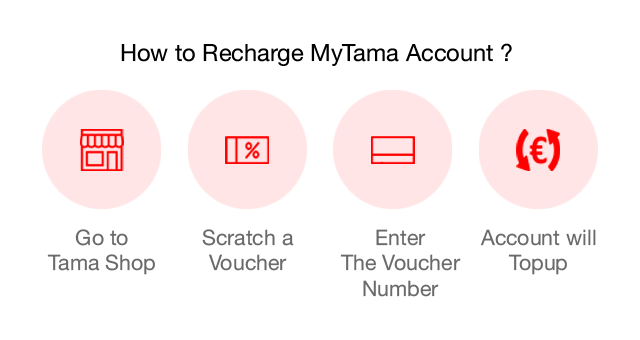 How to Recharge MyTama Account ?
Go to
Tama Shop
Scratch a
Voucher
Enter
The Voucher
Number
Account will
Topup